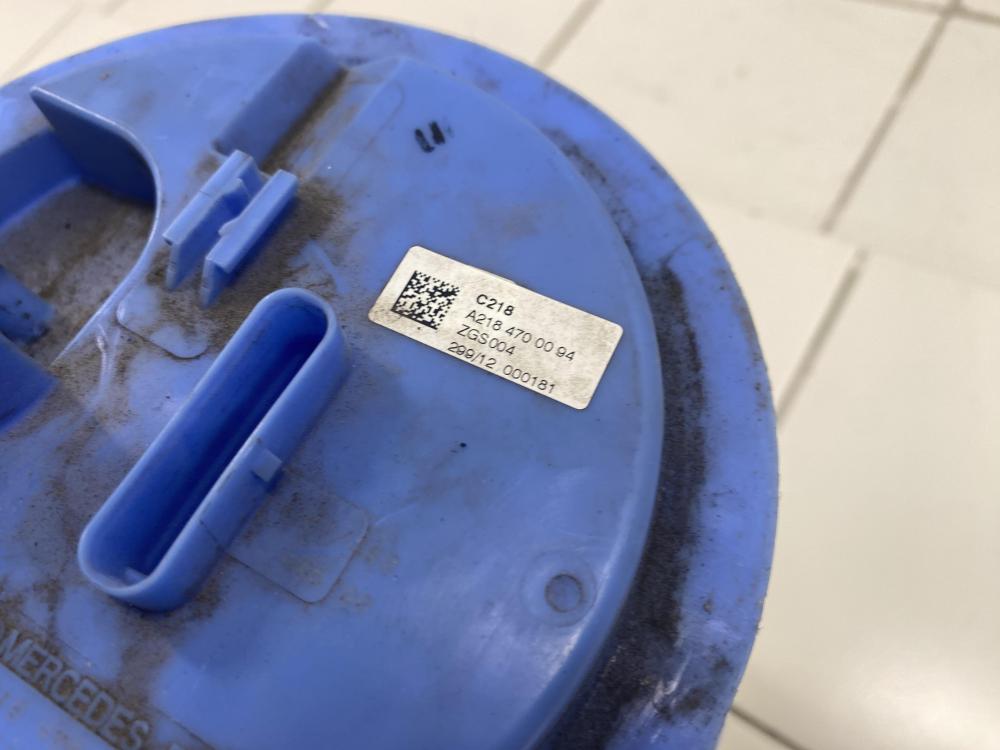 C218
A218 470 00 94
ZGS004
299/12 000181
MERCEDES